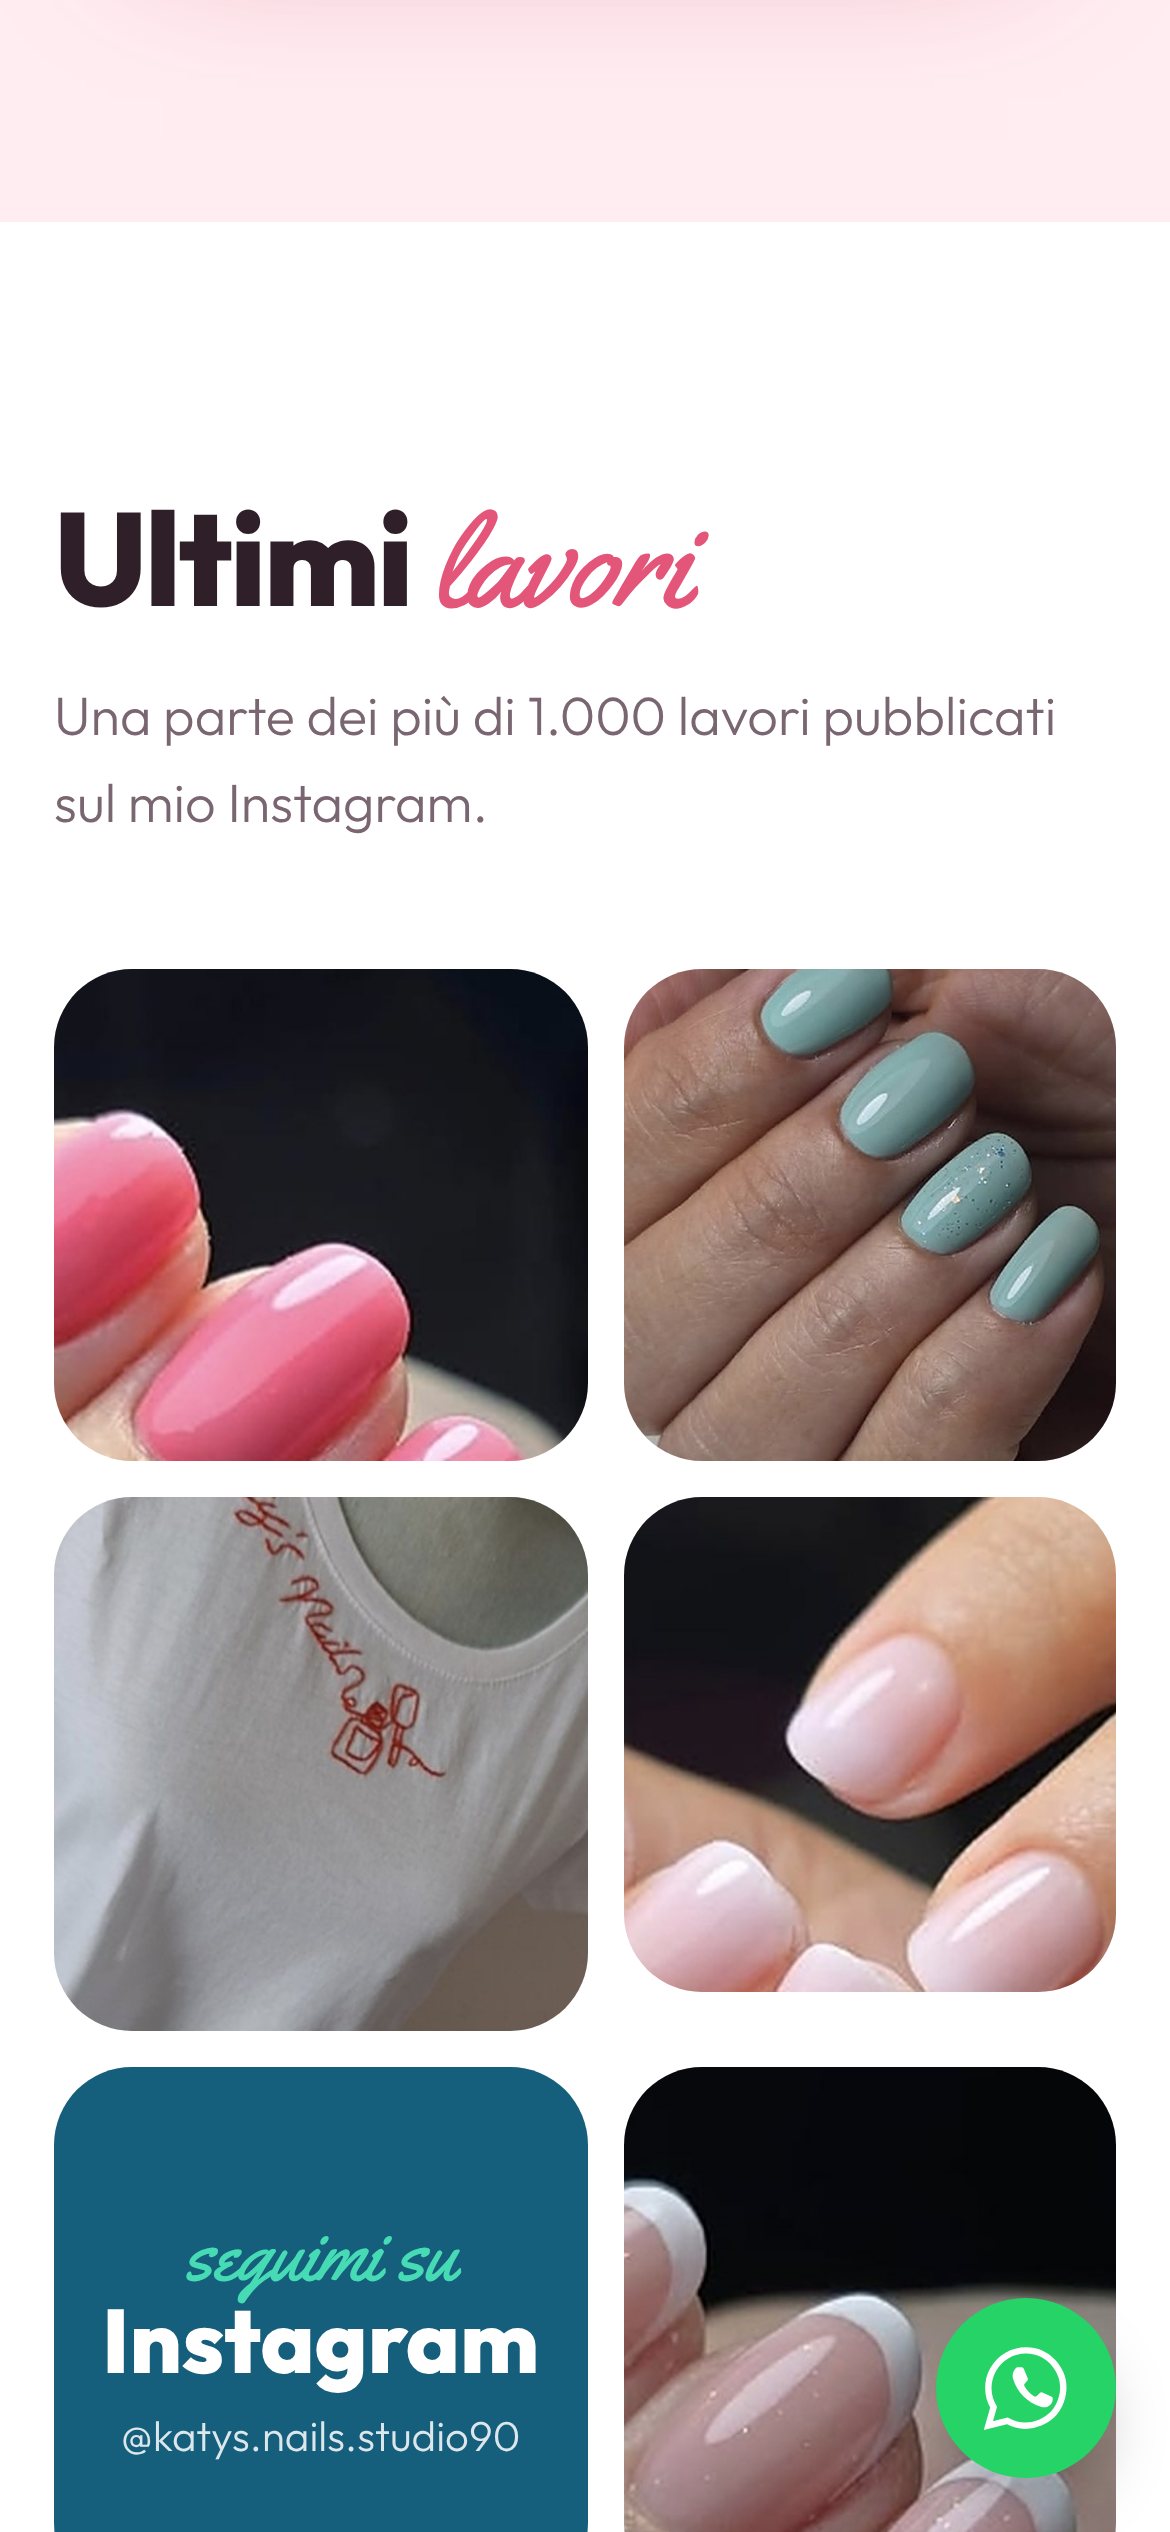 Ultimi lavori
Una parte dei più di 1.000 lavori pubblicati
sul mio Instagram.
Nails
seguimi su
Instagram
@katys.nails.studio90